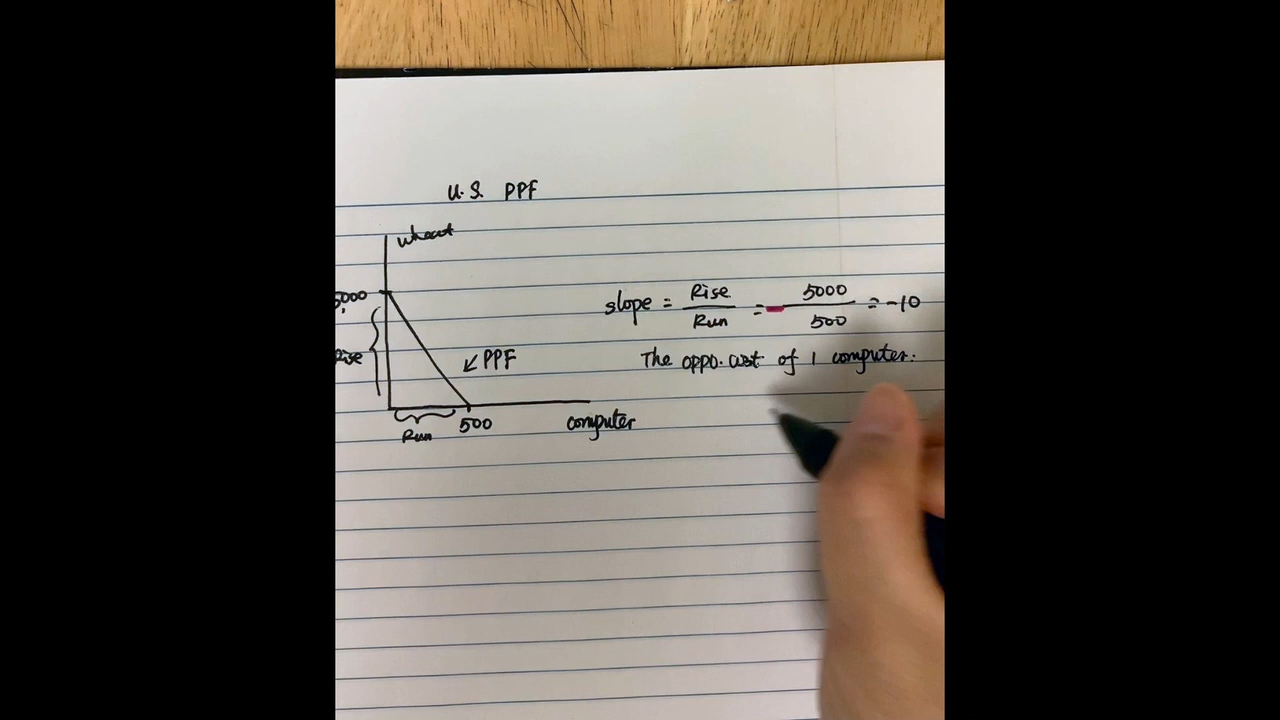 U.S. PPF
wheat
5000
Rise
PPF
500
Run
computer
slope = Rise / Run = - 5000 / 500 = -10
The oppo. cost of 1 computer.